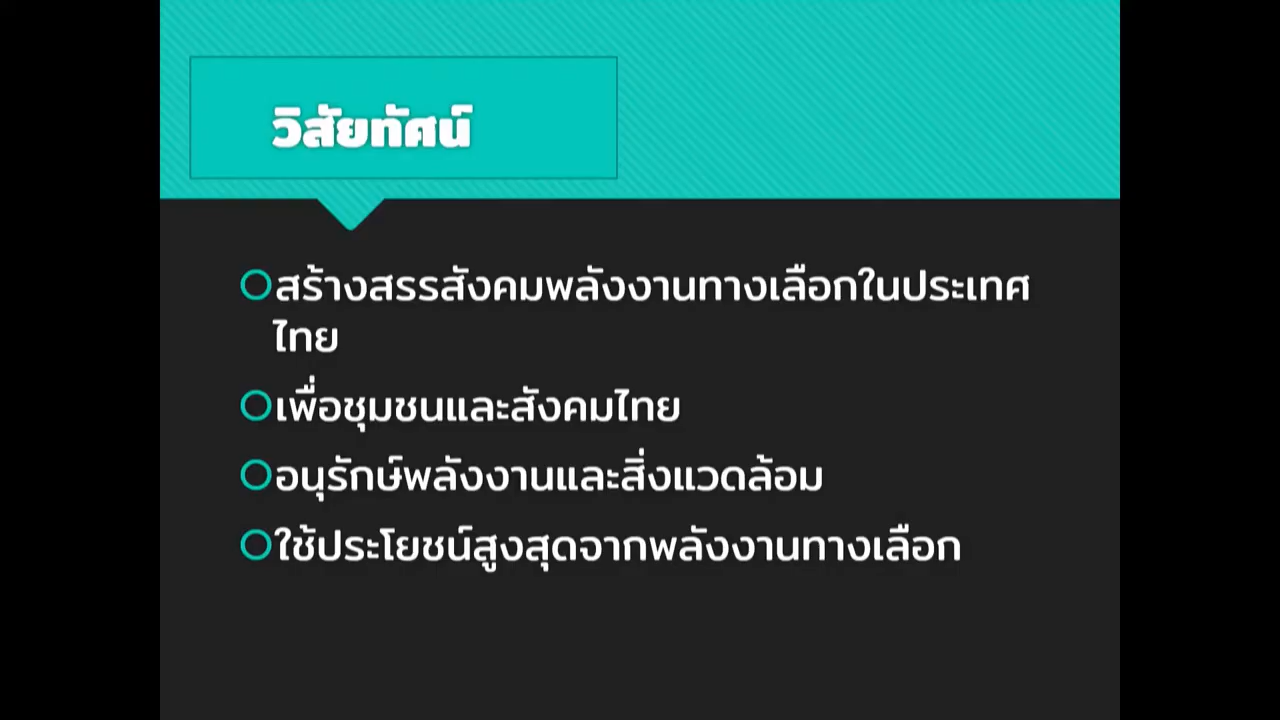 วิสัยทัศน์
สร้างสรรสังคมพลังงานทางเลือกในประเทศ
ไทย
เพื่อชุมชนและสังคมไทย
อนุรักษ์พลังงานและสิ่งแวดล้อม
ใช้ประโยชน์สูงสุดจากพลังงานทางเลือก